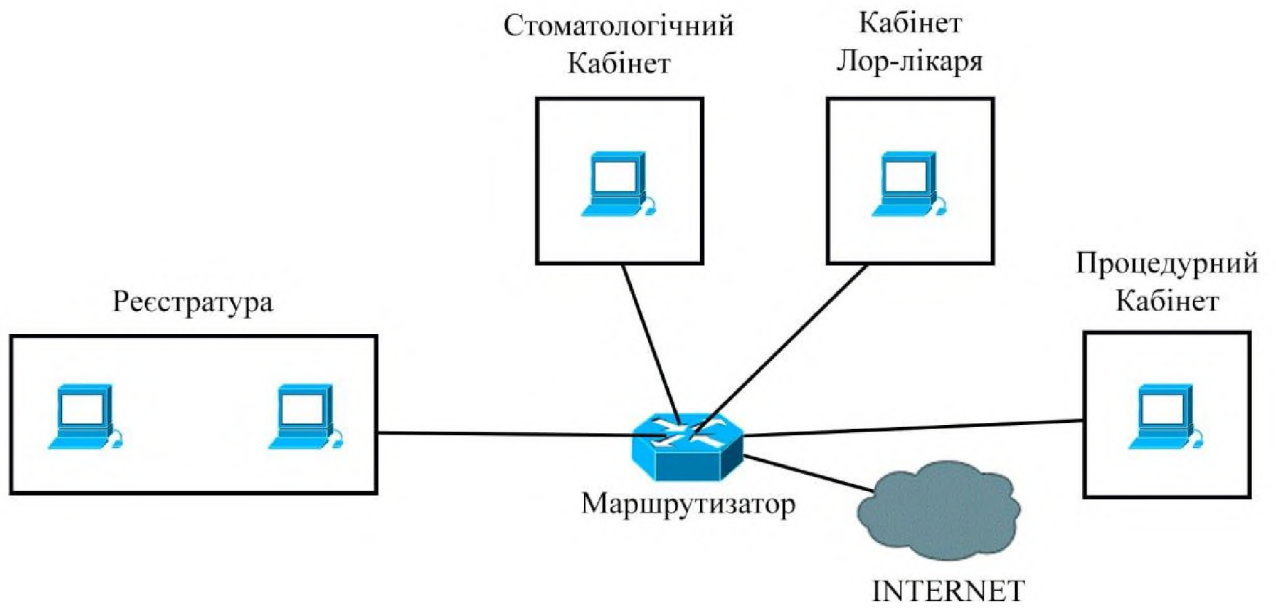 Стоматологічний
Кабінет
Кабінет
Лор-лікаря
Процедурний
Кабінет
Реєстратура
Маршрутизатор
INTERNET